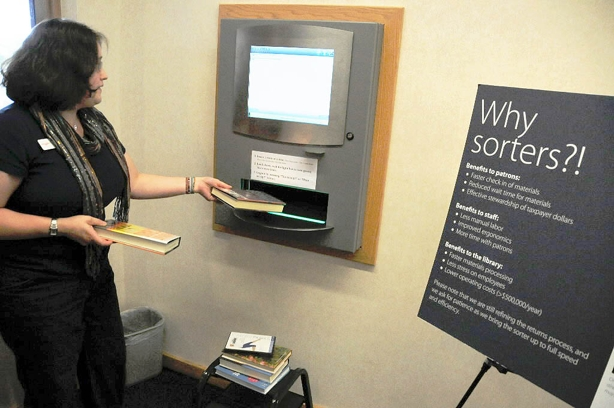 Why
sorters?!
Benefits to patrons:
• Faster check in of materials
• Reduced wait time for materials
• Effective stewardship of taxpayer dollars
Benefits to staff:
• Less manual labor
• Improved ergonomics
• More time with patrons
Benefits to the library:
• Faster materials processing
• Less stress on employees
• Lower operating costs (>$500,000/year)
Please note that we are still refining the returns process, and
we ask for patience as we bring the sorter up to full speed
and efficiency.